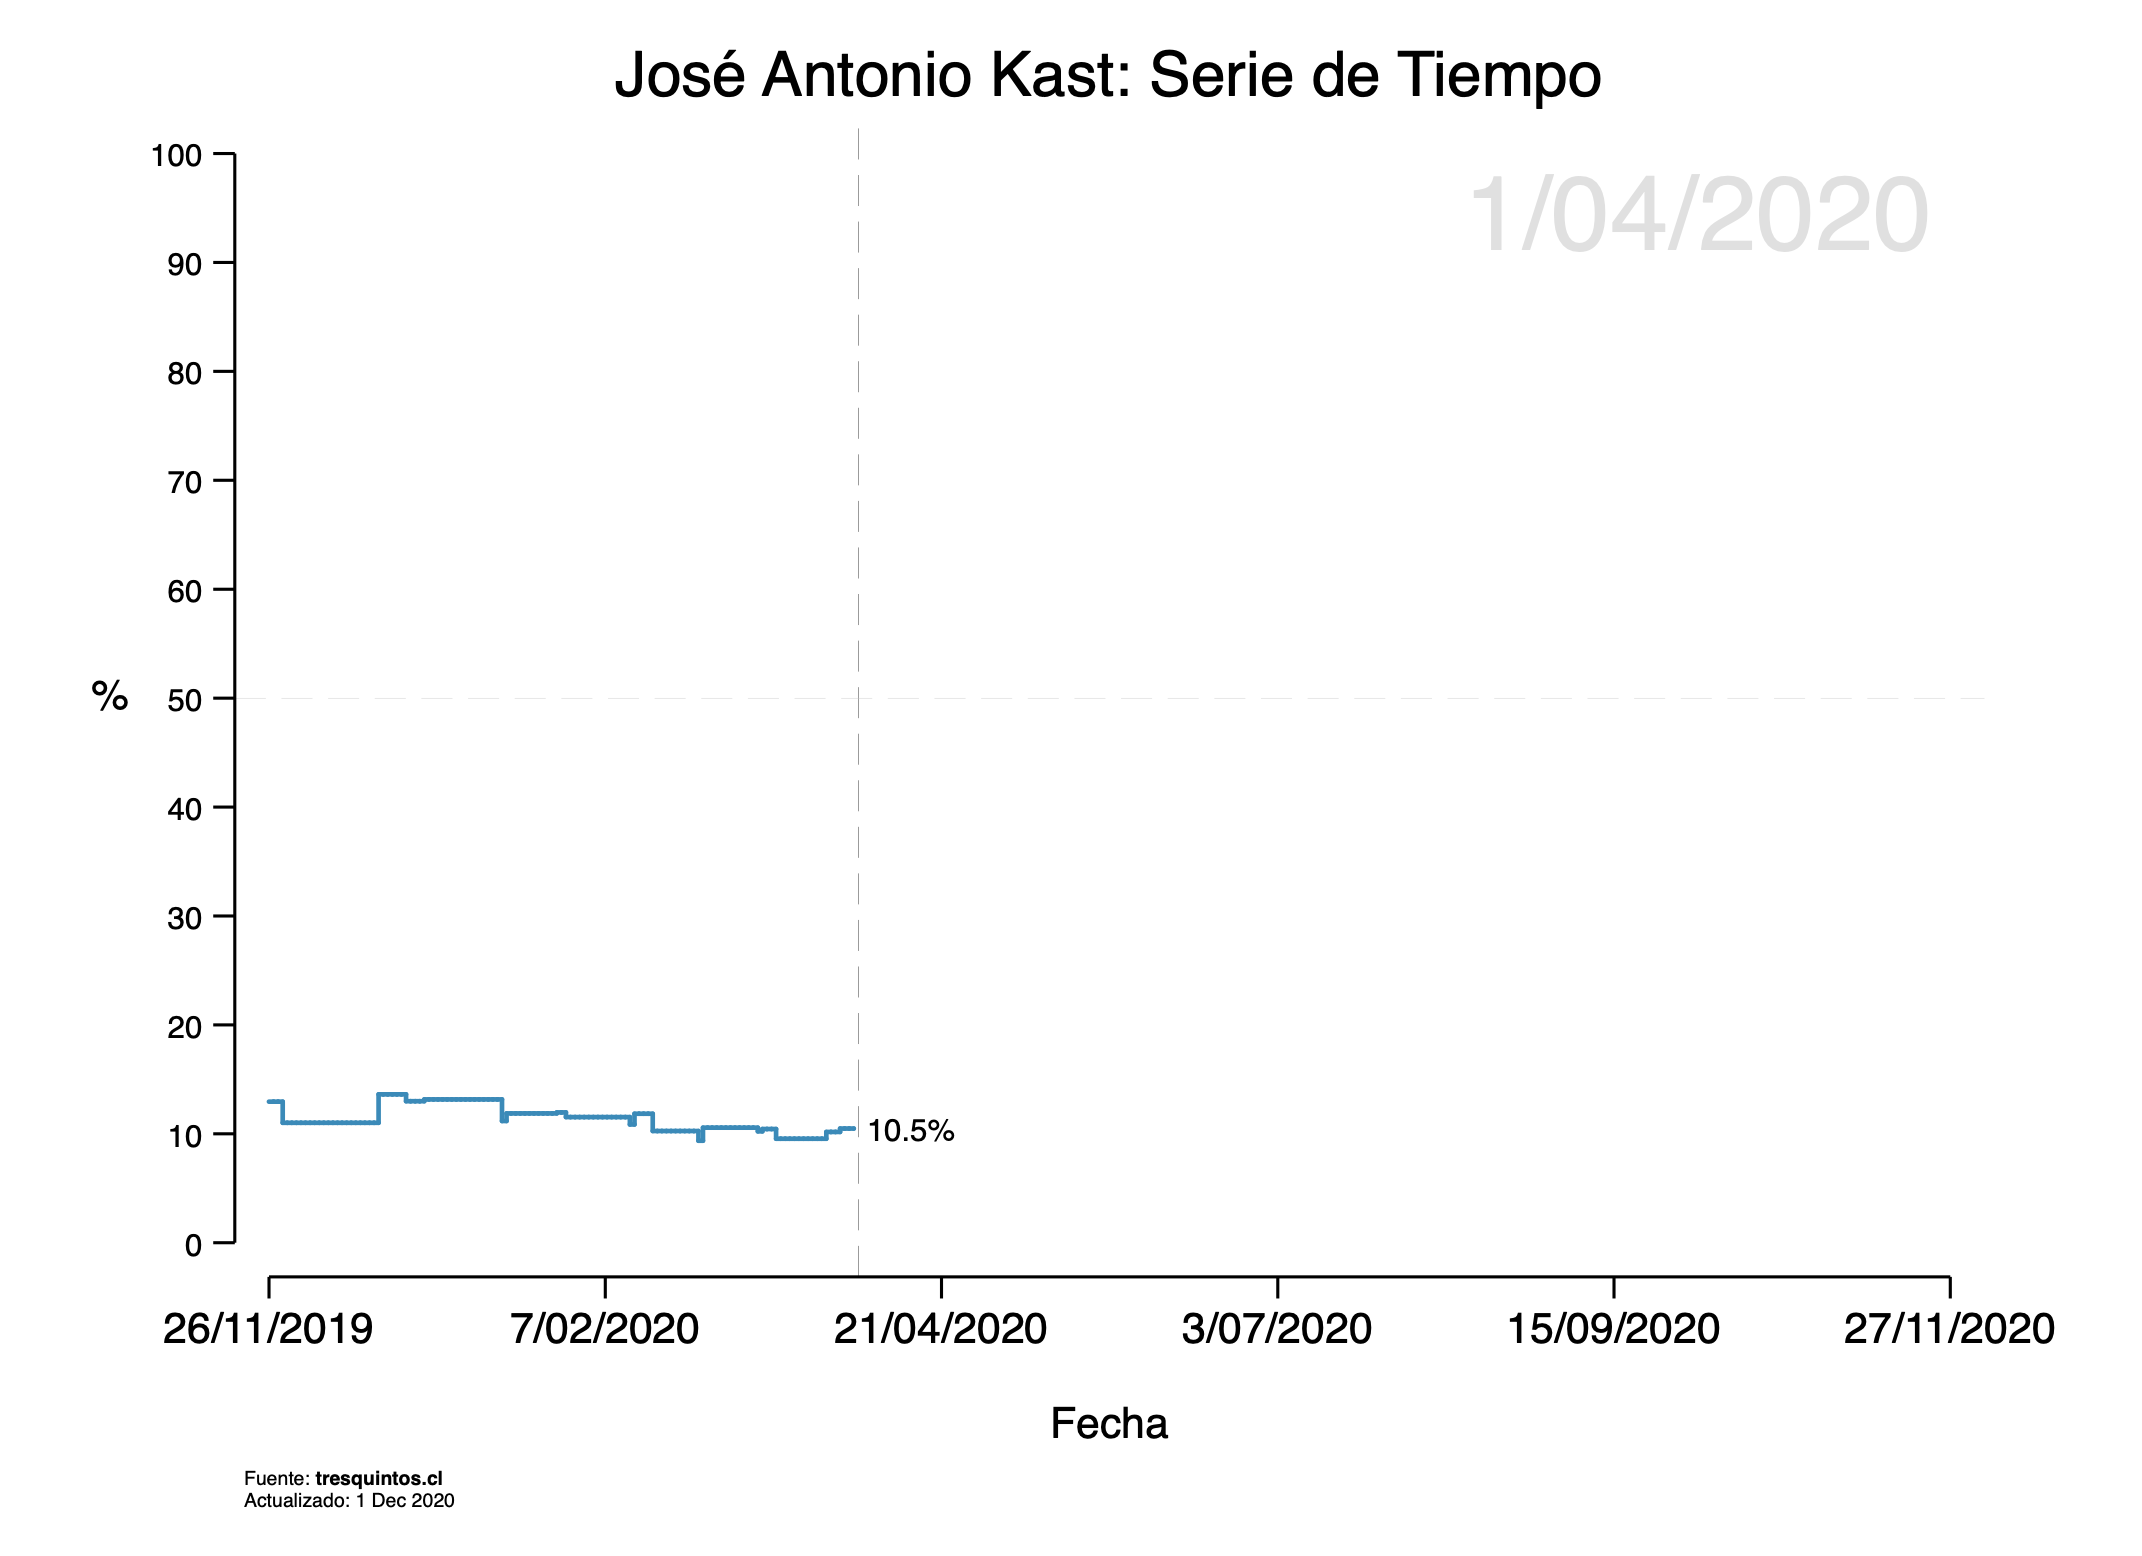 José Antonio Kast: Serie de Tiempo
1/04/2020
100
90
80
70
60
%
50
40
30
20
10
0
10.5%
26/11/2019 7/02/2020 21/04/2020 3/07/2020 15/09/2020 27/11/2020
Fecha
Fuente: tresquintos.cl
Actualizado: 1 Dec 2020